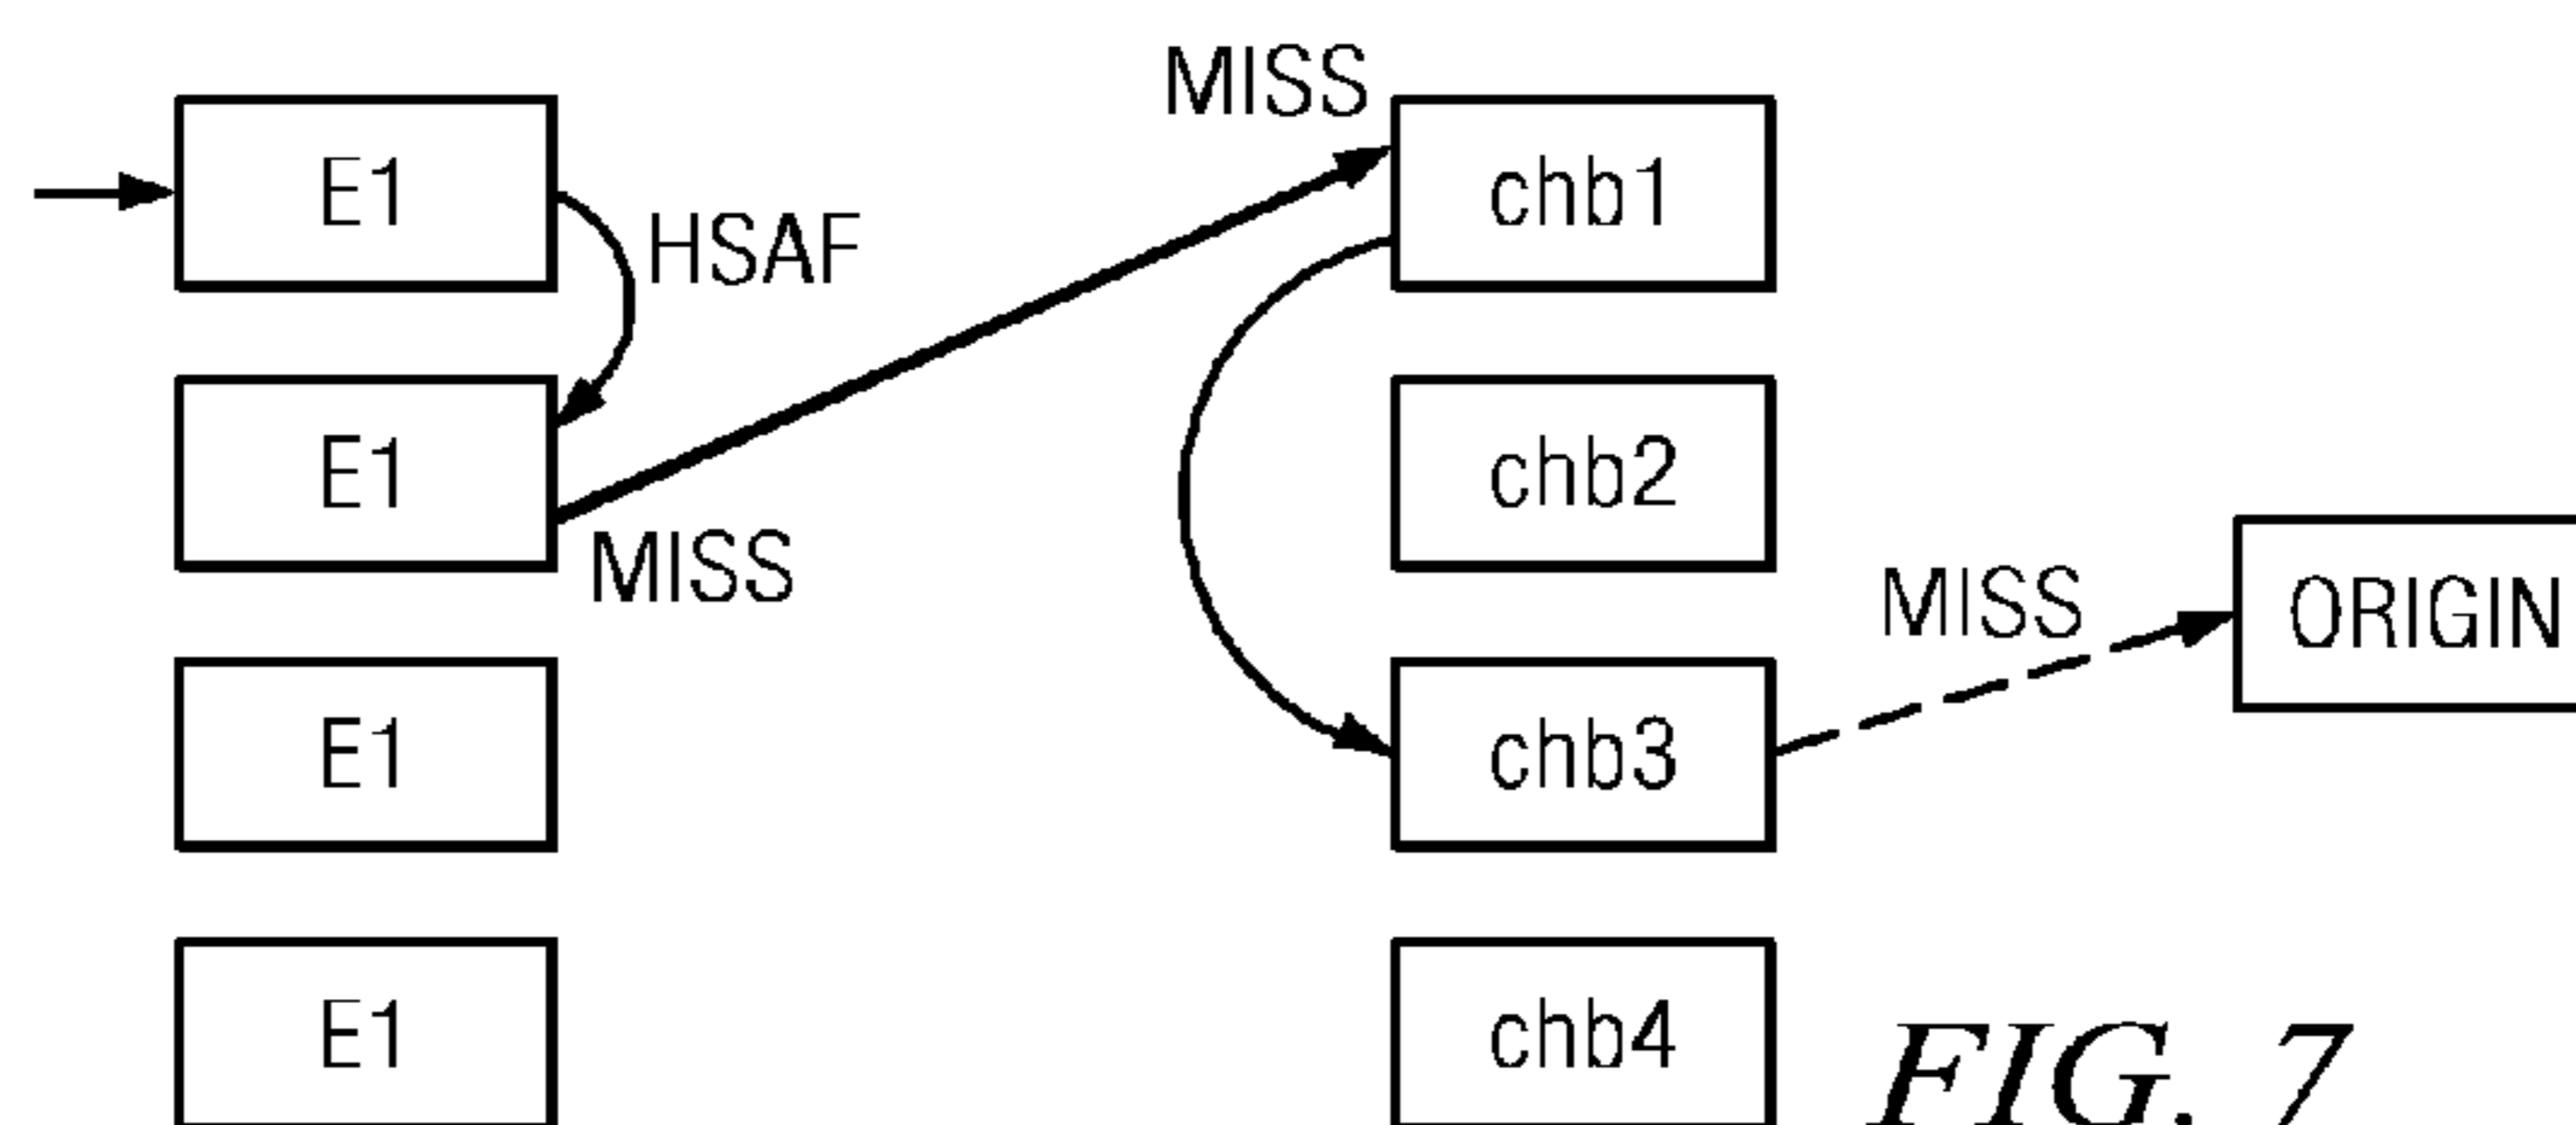 MISS
E1
chb1
HSAF
E1
chb2
MISS
MISS
ORIGIN
E1
chb3
E1
chb4
FIG. 7